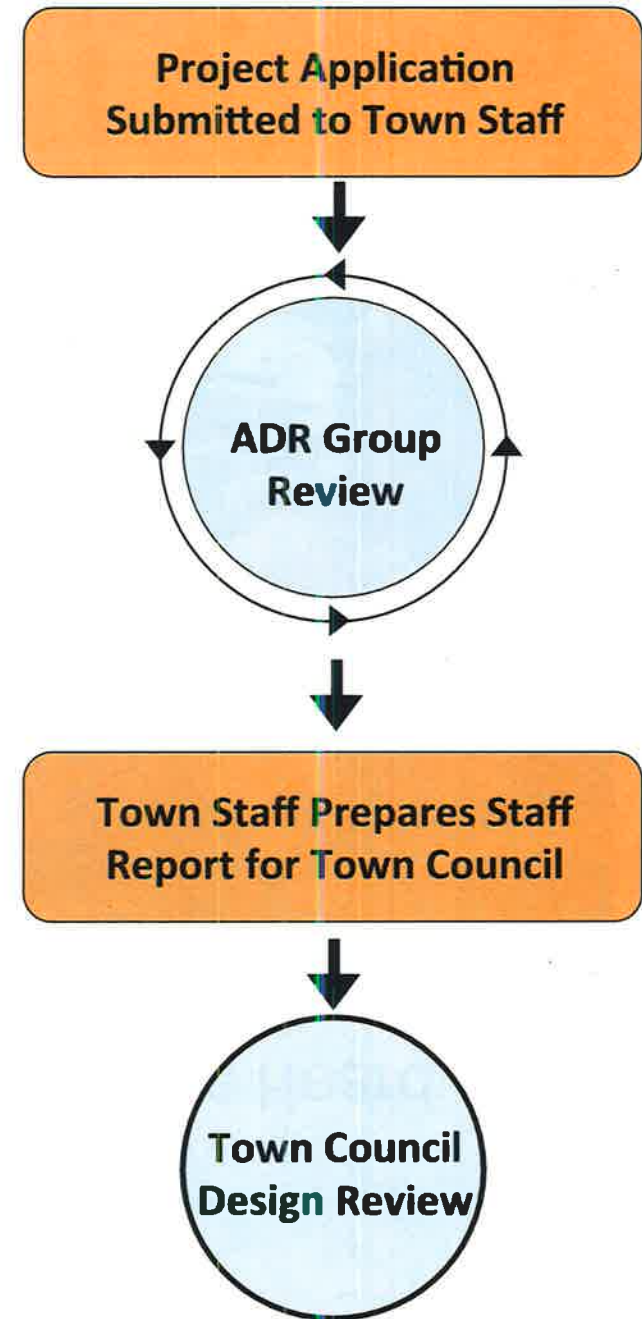 Project Application
Submitted to Town Staff
ADR Group
Review
Town Staff Prepares Staff
Report for Town Council
Town Council
Design Review